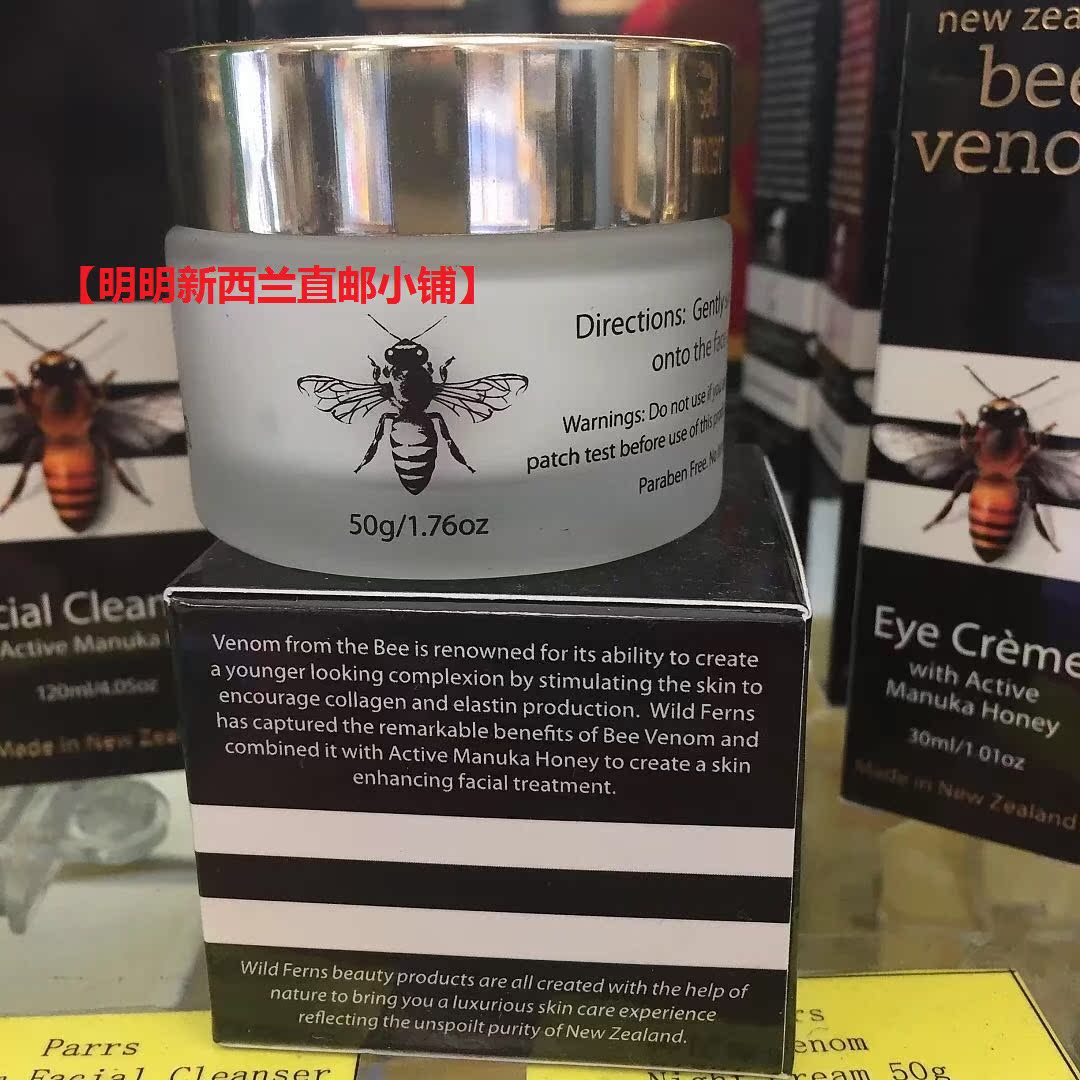 new zea
bee
veno
【明明新西兰直邮小铺】
Directions: Gently
onto the face
Warnings: Do not use if you
patch test before use of this
Paraben Free. No
50g/1.76oz
Venom from the Bee is renowned for its ability to create
a younger looking complexion by stimulating the skin to
encourage collagen and elastin production. Wild Ferns
has captured the remarkable benefits of Bee Venom and
combined it with Active Manuka Honey to create a skin
enhancing facial treatment.
Wild Ferns beauty products are all created with the help of
nature to bring you a luxurious skin care experience
reflecting the unspoilt purity of New Zealand.
cial Clean
Active Manuka
120ml/4.05oz
Made in New Zea
Eye Crème
with Active
Manuka Honey
30ml/1.01oz
Made in New Zealand
Parrs
Facial Cleanser
rs
enom
Night Cream 50g